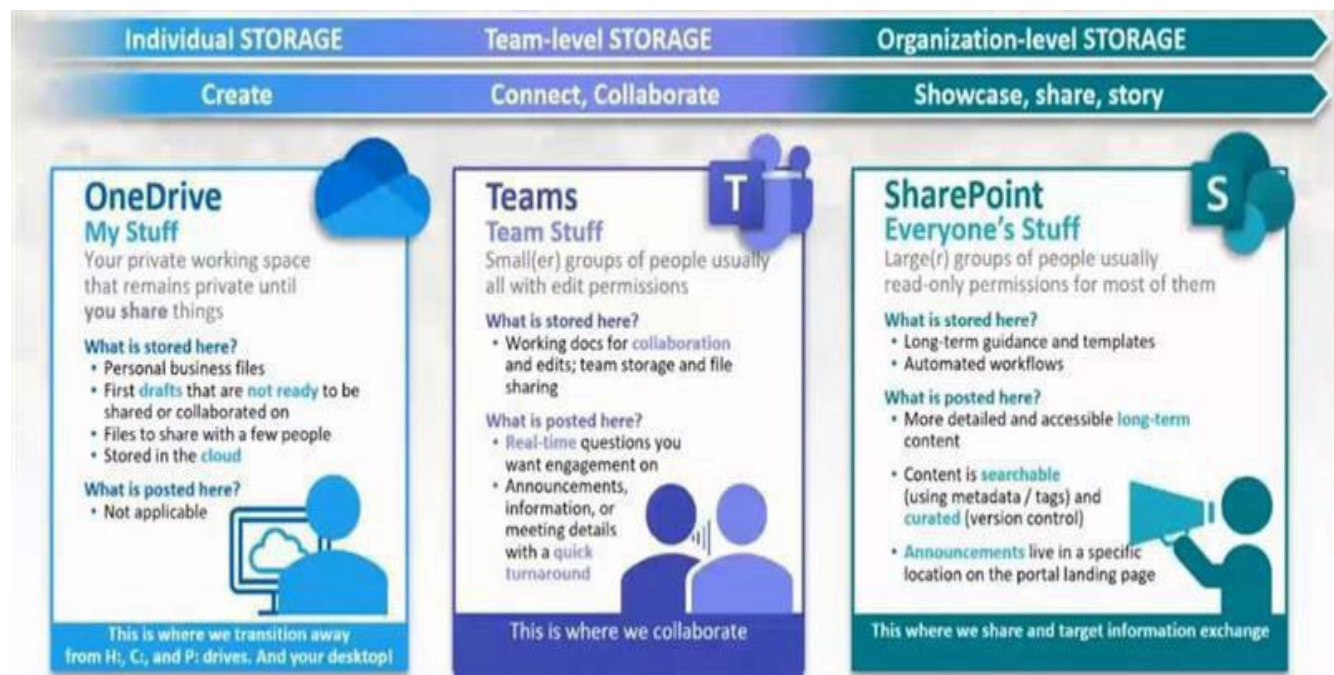 Individual STORAGE
Team-level STORAGE
Organization-level STORAGE
Create
Connect, Collaborate
Showcase, share, story
OneDrive
My Stuff
Your private working space
that remains private until
you share things
What is stored here?
• Personal business files
• First drafts that are not ready to be
shared or collaborated on
• Files to share with a few people
• Stored in the cloud
What is posted here?
• Not applicable
This is where we transition away
from H:, C:, and P: drives. And your desktop!
T
Teams
Team Stuff
Small(er) groups of people usually
all with edit permissions
What is stored here?
• Working docs for collaboration
and edits; team storage and file
sharing
What is posted here?
• Real-time questions you
want engagement on
• Announcements,
information, or
meeting details
with a quick
turnaround
This is where we collaborate
S
SharePoint
Everyone's Stuff
Large(r) groups of people usually
read-only permissions for most of them
What is stored here?
• Long-term guidance and templates
• Automated workflows
What is posted here?
• More detailed and accessible long-term
content
• Content is searchable
(using metadata / tags) and
curated (version control)
• Announcements live in a specific
location on the portal landing page
This where we share and target information exchange